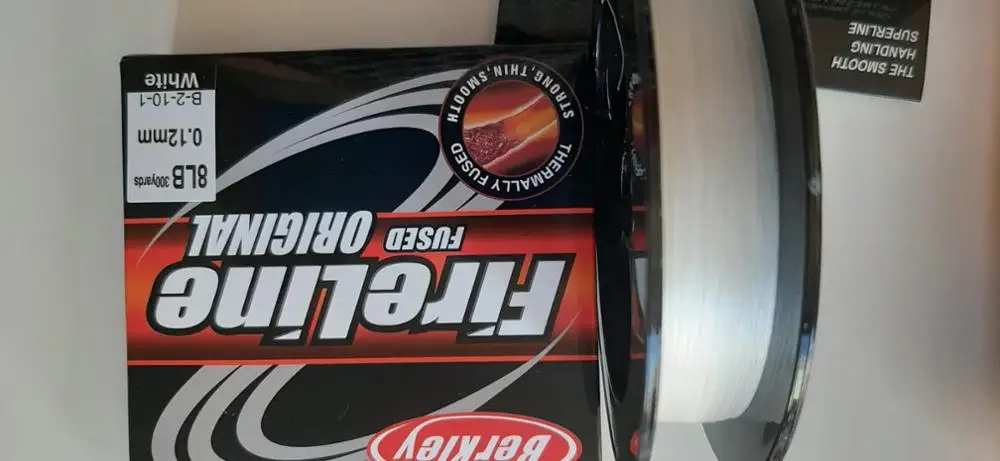 Berkley
FireLine
FUSED ORIGINAL
8LB 300yards
0.12mm
B-2-10-1
White
THERMALLY FUSED
STRONG, THIN, SMOOTH
THE SMOOTH
HANDLING
SUPERLINE